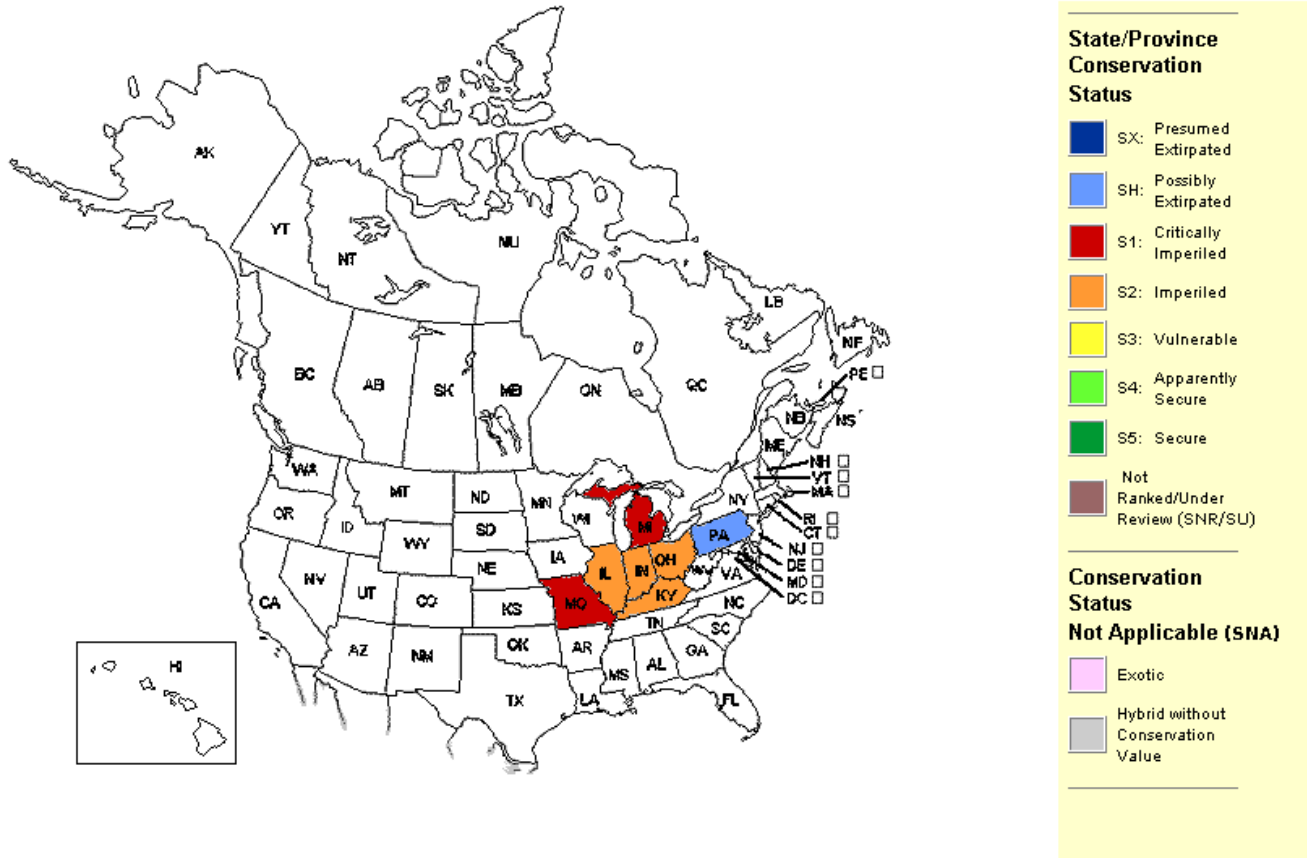 AK
YT
NT
NU
LB
NF
PE
BC
AB
SK
MB
ON
QC
NB
NS
ME
WA
NH
VT
MT
ND
MN
MA
NY
OR
ID
SD
WI
MI
RI
CT
PA
WY
IA
NJ
NE
IL
IN
OH
WV
VA
DE
MD
NV
UT
CO
DC
CA
KS
MO
KY
NC
TN
SC
AZ
NM
OK
AR
GA
MS
AL
HI
TX
LA
FL
State/Province
Conservation
Status
SX: Presumed
Extirpated
SH: Possibly
Extirpated
S1: Critically
Imperiled
S2: Imperiled
S3: Vulnerable
S4: Apparently
Secure
S5: Secure
Not
Ranked/Under
Review (SNR/SU)
Conservation
Status
Not Applicable (SNA)
Exotic
Hybrid without
Conservation
Value